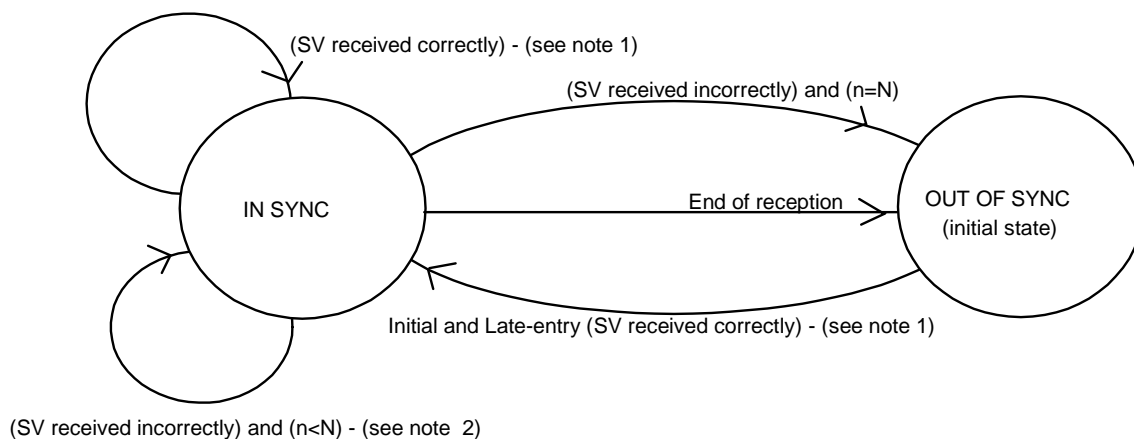 (SV received correctly) - (see note 1)
(SV received incorrectly) and (n=N)
IN SYNC
End of reception
OUT OF SYNC
(initial state)
Initial and Late-entry (SV received correctly) - (see note 1)
(SV received incorrectly) and (n<N) - (see note 2)